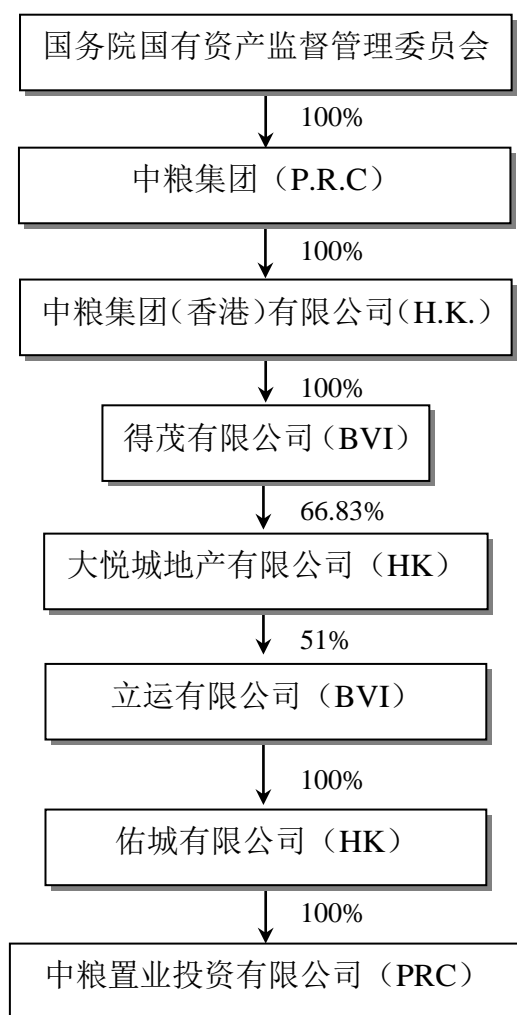 国务院国有资产监督管理委员会
100%
中粮集团（P.R.C）
100%
中粮集团（香港）有限公司（H.K.）
100%
得茂有限公司（BVI）
66.83%
大悦城地产有限公司（HK）
51%
立运有限公司（BVI）
100%
佑城有限公司（HK）
100%
中粮置业投资有限公司（PRC）